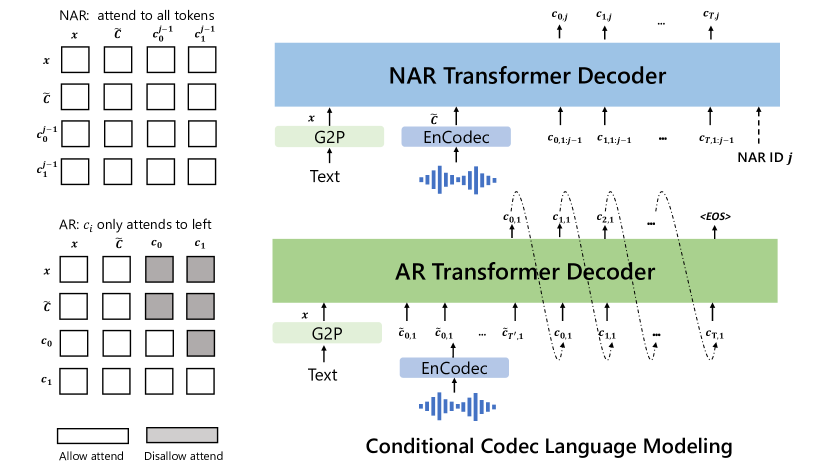 NAR: attend to all tokens
x C̃ c₀ʲ⁻¹ c₁ʲ⁻¹
x
C̃
c₀ʲ⁻¹
c₁ʲ⁻¹
AR: cᵢ only attends to left
x C̃ c₀ c₁
x
C̃
c₀
c₁
Allow attend Disallow attend
c₀,ⱼ c₁,ⱼ ... c_T,ⱼ
NAR Transformer Decoder
x C̃
G2P EnCodec c₀,₁:ⱼ₋₁ c₁,₁:ⱼ₋₁ ... c_T,₁:ⱼ₋₁
NAR ID j
Text
c₀,₁ c₁,₁ c₂,₁ ... <EOS>
AR Transformer Decoder
x
G2P c̃₀,₁ c̃₀,₁ ... c̃_T′,₁ c₀,₁ c₁,₁ ... c_T,₁
Text EnCodec
Conditional Codec Language Modeling